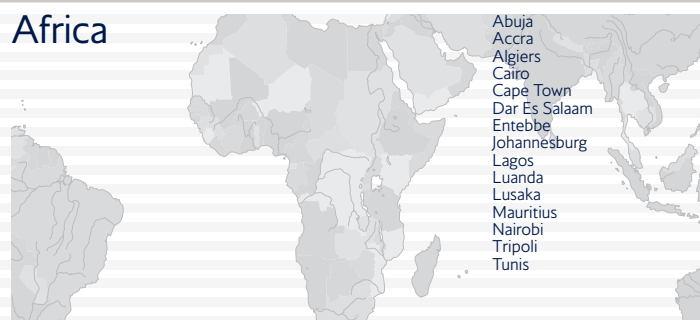 Africa
Abuja
Accra
Algiers
Cairo
Cape Town
Dar Es Salaam
Entebbe
Johannesburg
Lagos
Luanda
Lusaka
Mauritius
Nairobi
Tripoli
Tunis